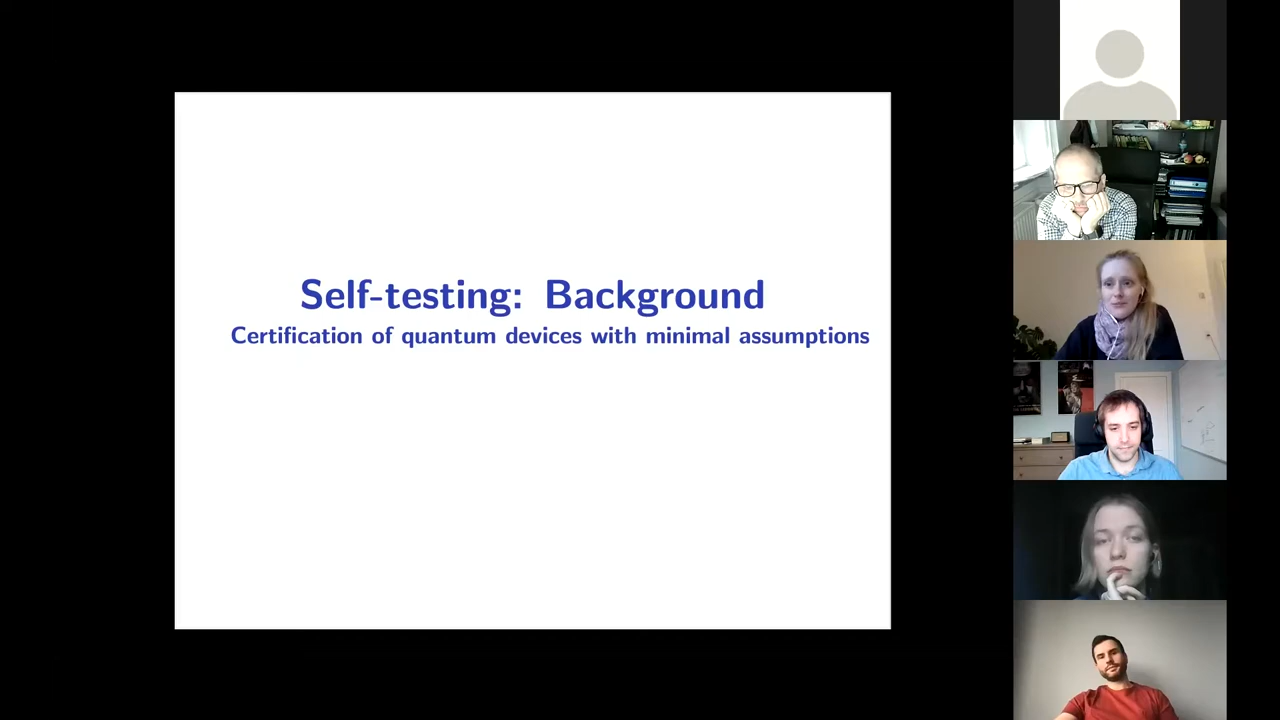 Self-testing: Background
Certification of quantum devices with minimal assumptions